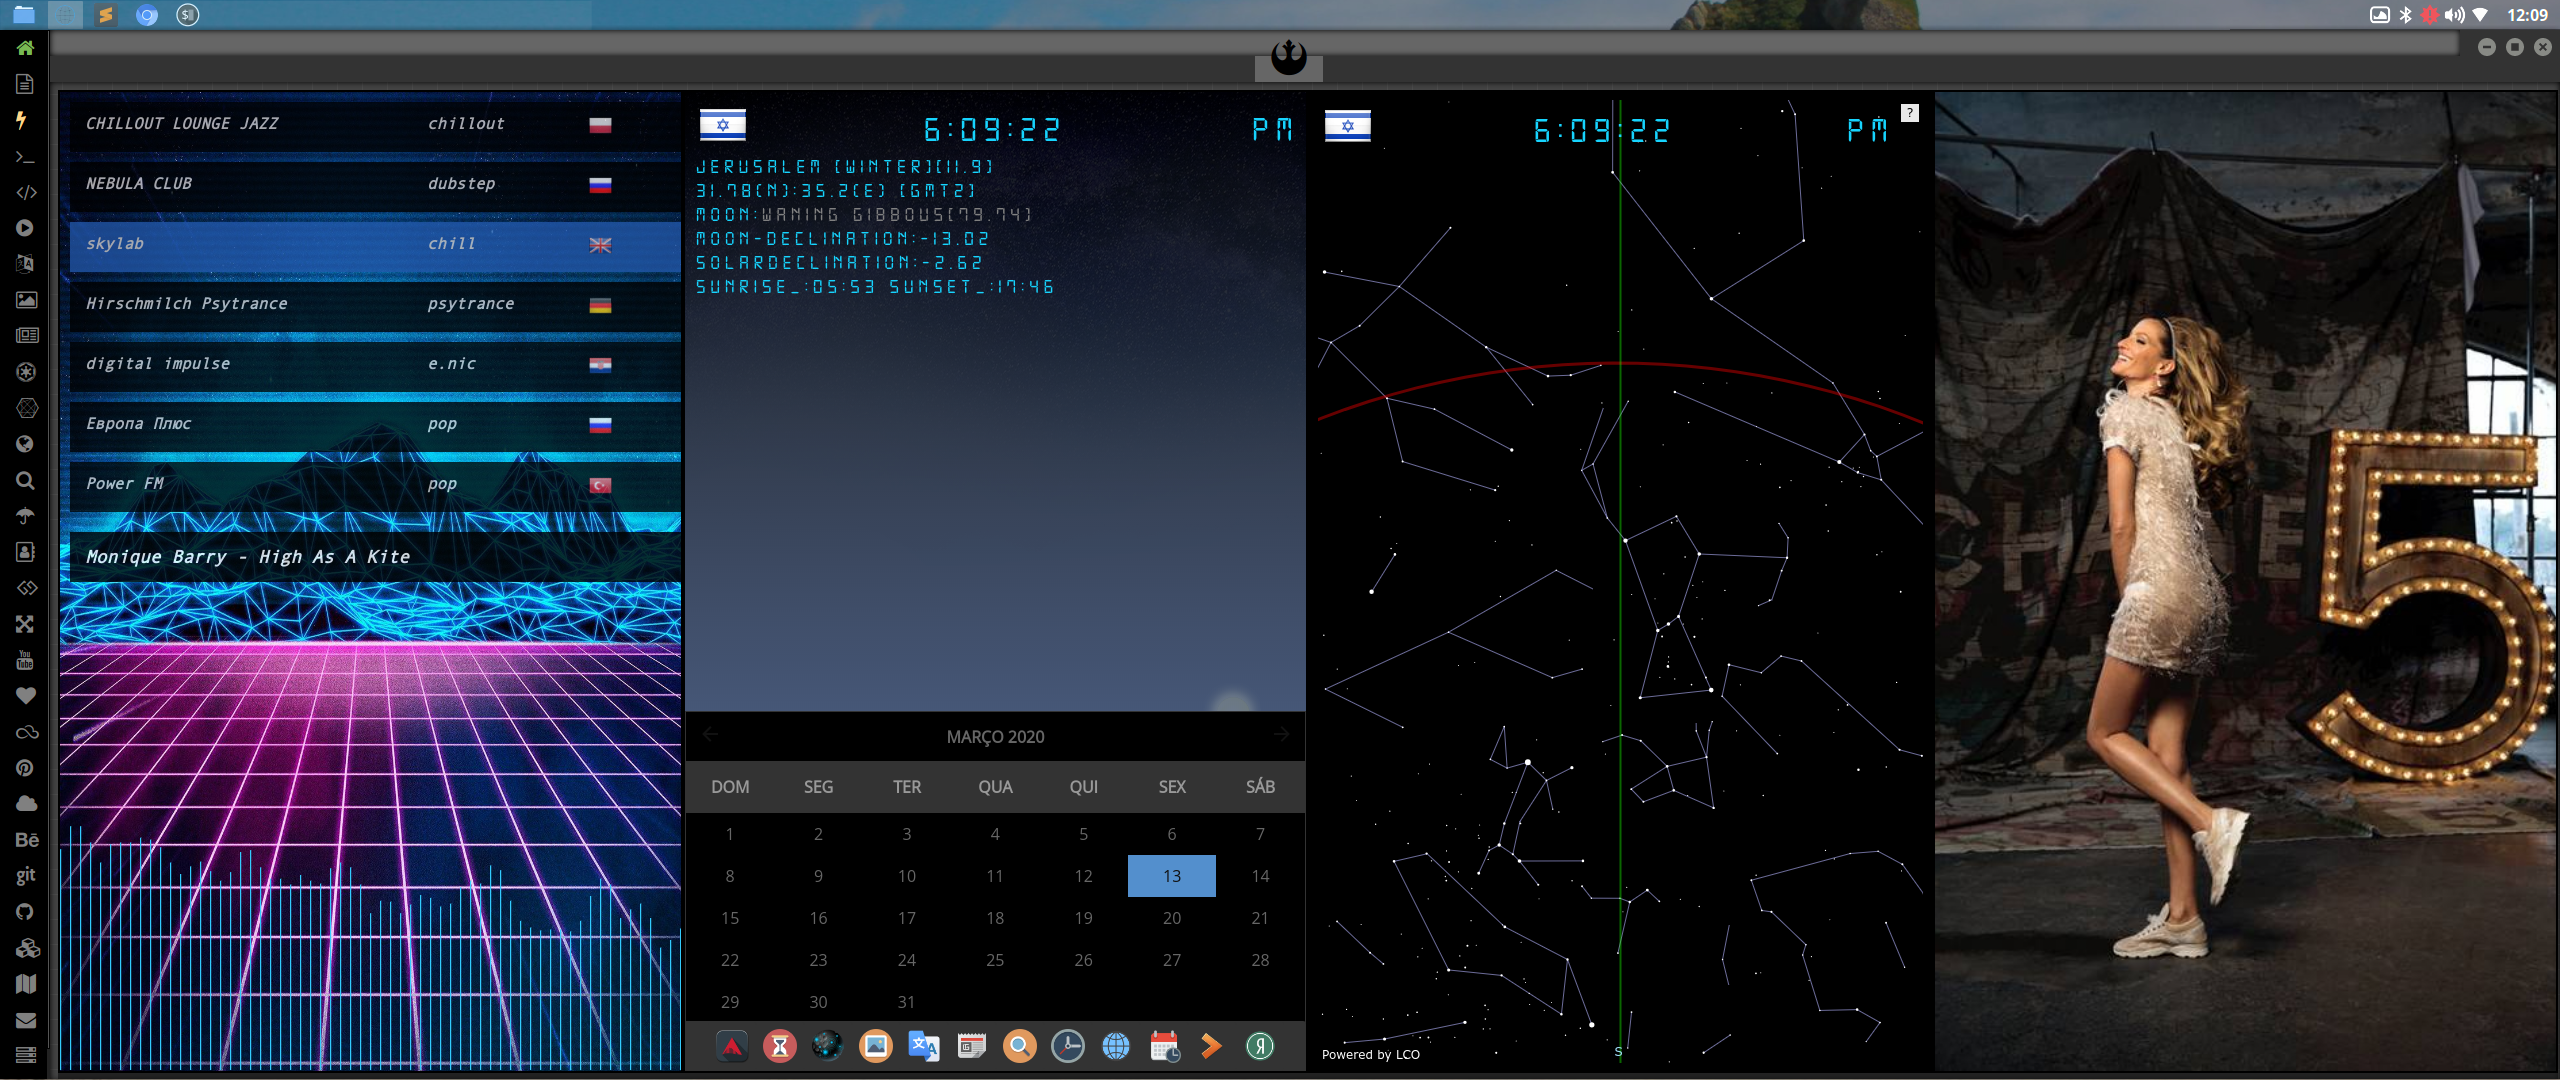 12:09
CHILLOUT LOUNGE JAZZ chillout
NEBULA CLUB dubstep
skylab chill
Hirschmilch Psytrance psytrance
digital impulse e.nic
Европа Плюс pop
Power FM pop
Monique Barry - High As A Kite
You
Tube
Bē
git
6:09:22 PM
JERUSALEM [WINTER][11.9]
31.78(N):35.2(E) [GMT2]
MOON:WANING GIBBOUS[79.74]
MOON-DECLINATION:-13.02
SOLARDECLINATION:-2.62
SUNRISE_:05:53 SUNSET_:17:46
MARÇO 2020
DOM SEG TER QUA QUI SEX SÁB
1 2 3 4 5 6 7
8 9 10 11 12 13 14
15 16 17 18 19 20 21
22 23 24 25 26 27 28
29 30 31
文A
Я
6:09:22 PM
?
S
Powered by LCO
5